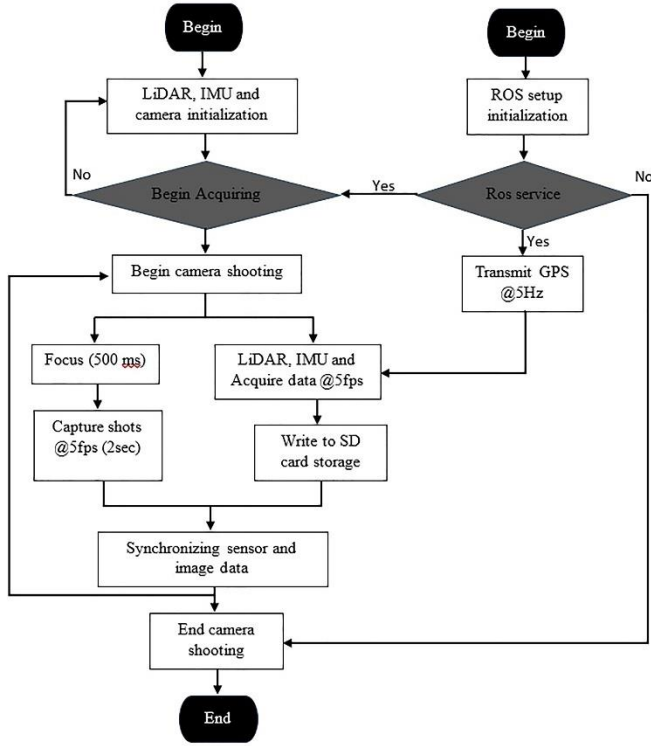 Begin
Begin
LiDAR, IMU and
camera initialization
ROS setup
initialization
No
No
Begin Acquiring
Yes
Ros service
Yes
Begin camera shooting
Transmit GPS
@5Hz
Focus (500 ms)
LiDAR, IMU and
Acquire data @5fps
Capture shots
@5fps (2sec)
Write to SD
card storage
Synchronizing sensor and
image data
End camera
shooting
End